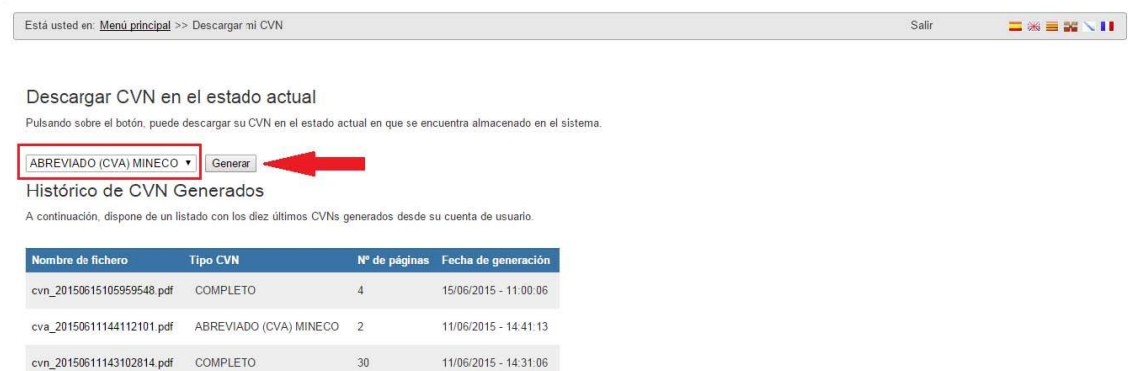 Está usted en: Menú principal >> Descargar mi CVN Salir
Descargar CVN en el estado actual
Pulsando sobre el botón, puede descargar su CVN en el estado actual en que se encuentra almacenado en el sistema.
ABREVIADO (CVA) MINECO Generar
Histórico de CVN Generados
A continuación, dispone de un listado con los diez últimos CVNs generados desde su cuenta de usuario.
Nombre de fichero Tipo CVN Nº de páginas Fecha de generación
cvn_20150615105959548.pdf COMPLETO 4 15/06/2015 - 11:00:06
cva_20150611144112101.pdf ABREVIADO (CVA) MINECO 2 11/06/2015 - 14:41:13
cvn_20150611143102814.pdf COMPLETO 30 11/06/2015 - 14:31:06